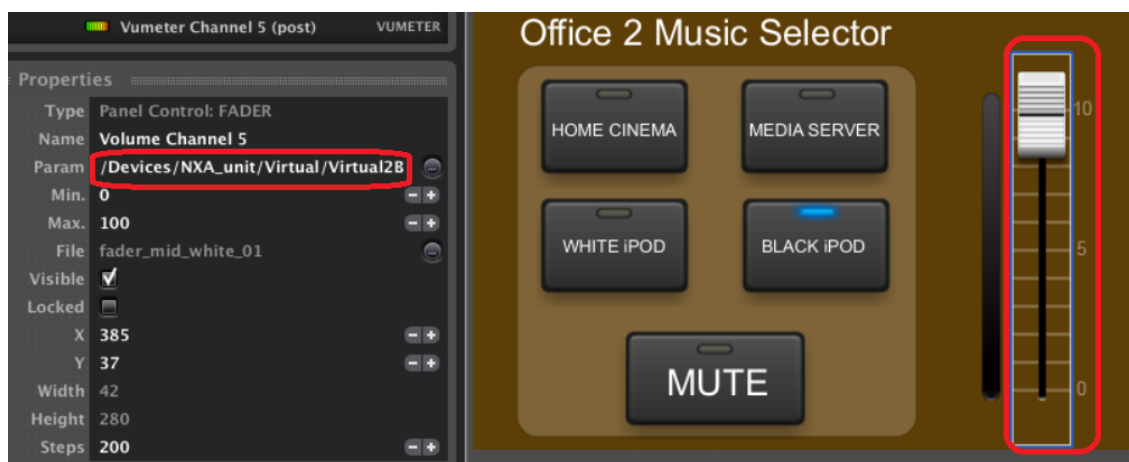 Vumeter Channel 5 (post) VUMETER
Properties
Type Panel Control: FADER
Name Volume Channel 5
Param /Devices/NXA_unit/Virtual/Virtual2B
Min. 0
Max. 100
File fader_mid_white_01
Visible
Locked
X 385
Y 37
Width 42
Height 280
Steps 200
Office 2 Music Selector
HOME CINEMA MEDIA SERVER
WHITE iPOD BLACK iPOD
MUTE
10
5
0